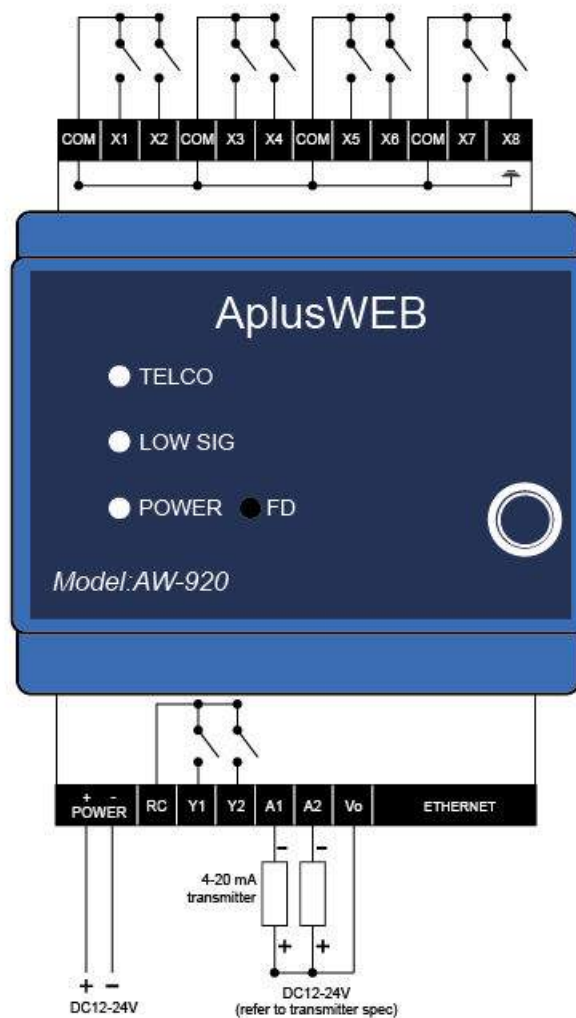 COM X1 X2 COM X3 X4 COM X5 X6 COM X7 X8
AplusWEB
TELCO
LOW SIG
POWER FD
Model:AW-920
+ -
POWER RC Y1 Y2 A1 A2 Vo ETHERNET
- -
4-20 mA
transmitter
+ +
+ -
DC12-24V
DC12-24V
(refer to transmitter spec)